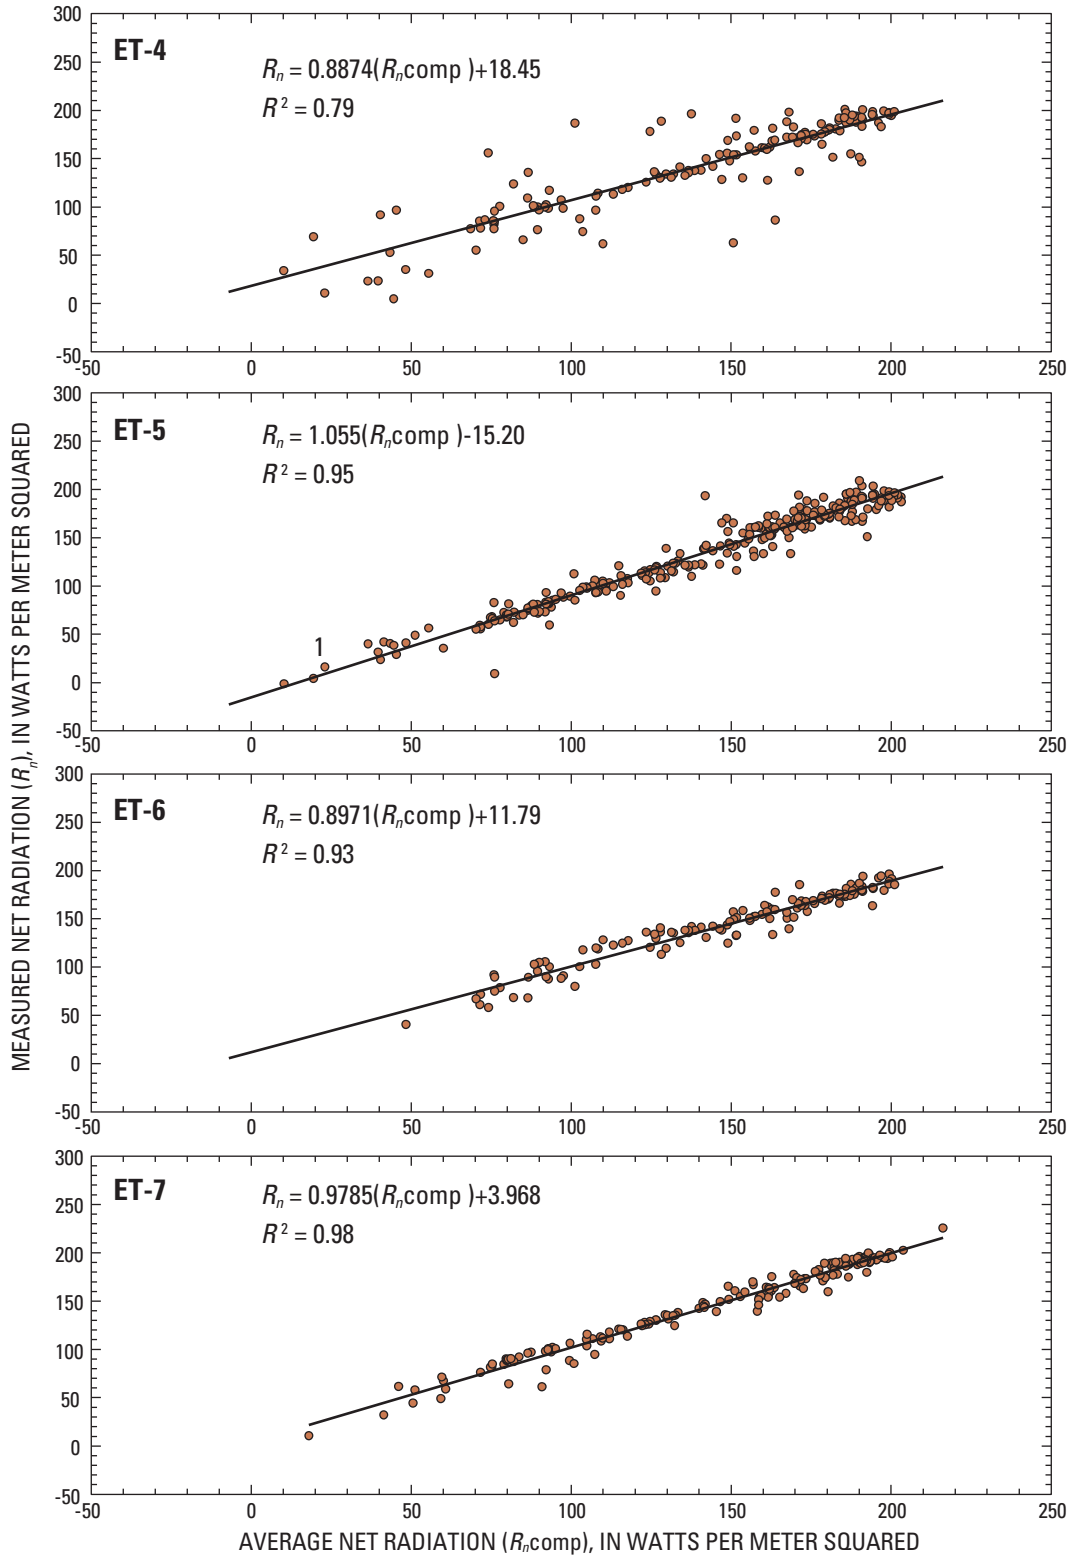 300
250
200
150
100
50
0
-50
ET-4
Rₙ = 0.8874(Rₙcomp )+18.45
R² = 0.79
-50 0 50 100 150 200 250
300
250
200
150
100
50
0
-50
ET-5
Rₙ = 1.055(Rₙcomp )-15.20
R² = 0.95
1
-50 0 50 100 150 200 250
MEASURED NET RADIATION (Rₙ), IN WATTS PER METER SQUARED
300
250
200
150
100
50
0
-50
ET-6
Rₙ = 0.8971(Rₙcomp )+11.79
R² = 0.93
-50 0 50 100 150 200 250
300
250
200
150
100
50
0
-50
ET-7
Rₙ = 0.9785(Rₙcomp )+3.968
R² = 0.98
-50 0 50 100 150 200 250
AVERAGE NET RADIATION (Rₙcomp), IN WATTS PER METER SQUARED